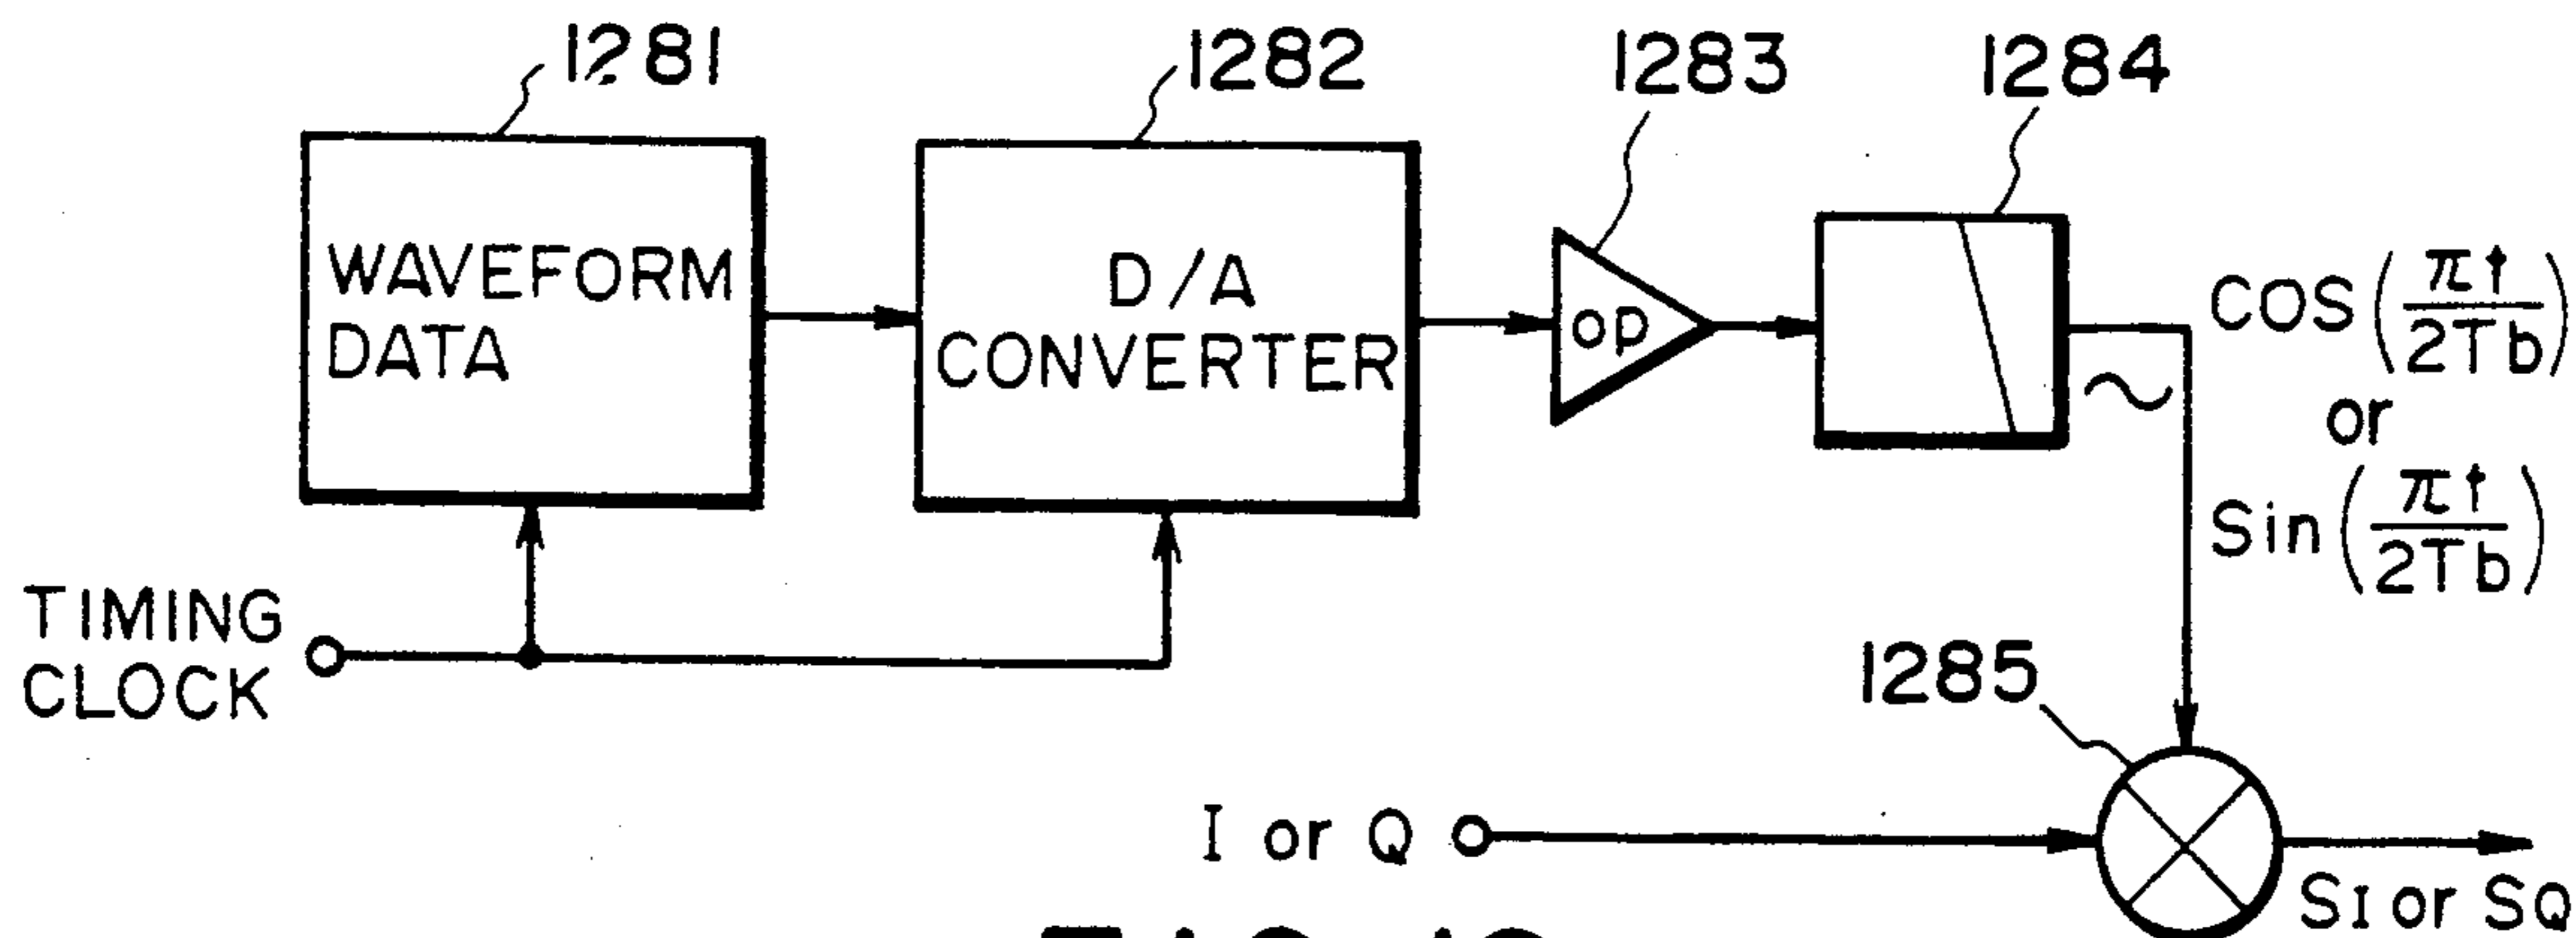 1281
1282
1283
1284
WAVEFORM
DATA
D/A
CONVERTER
OP
COS(πt/2Tb)
or
Sin(πt/2Tb)
TIMING
CLOCK
1285
I or Q
SI or SQ